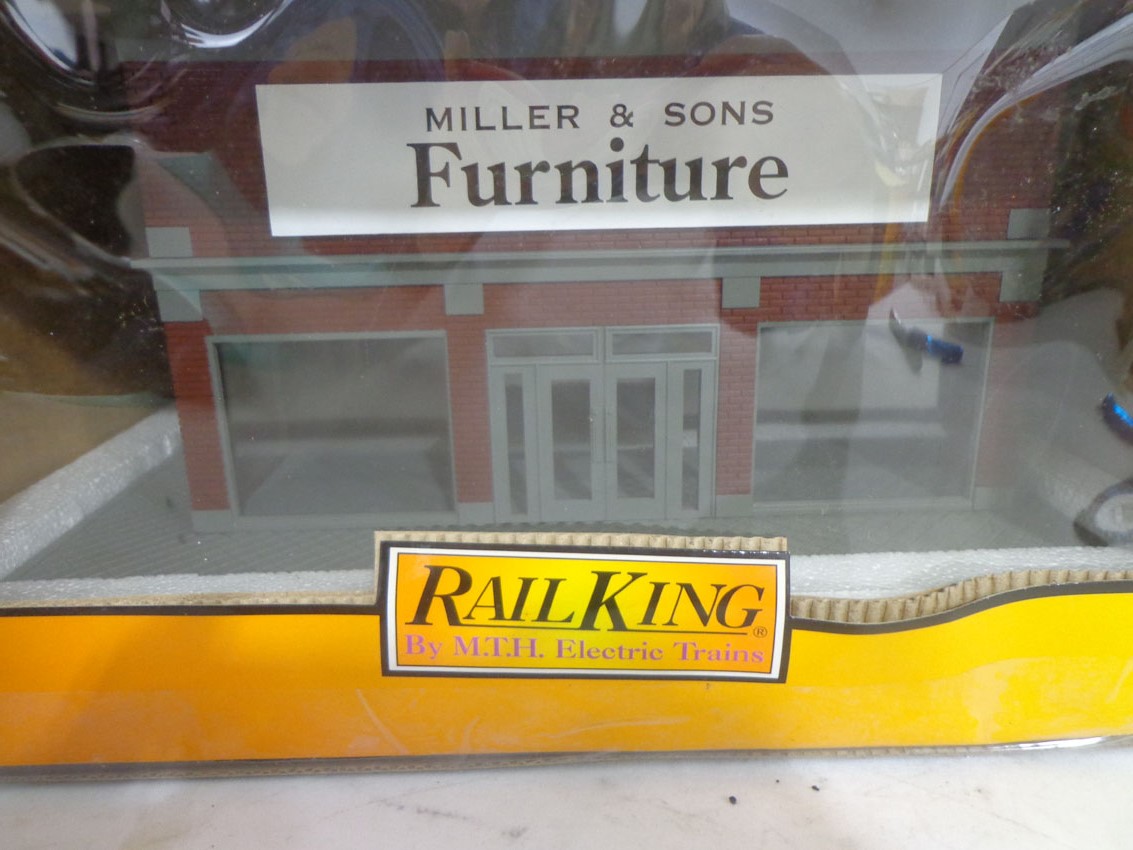 MILLER & SONS
Furniture
RAILKING®
By M.T.H. Electric Trains